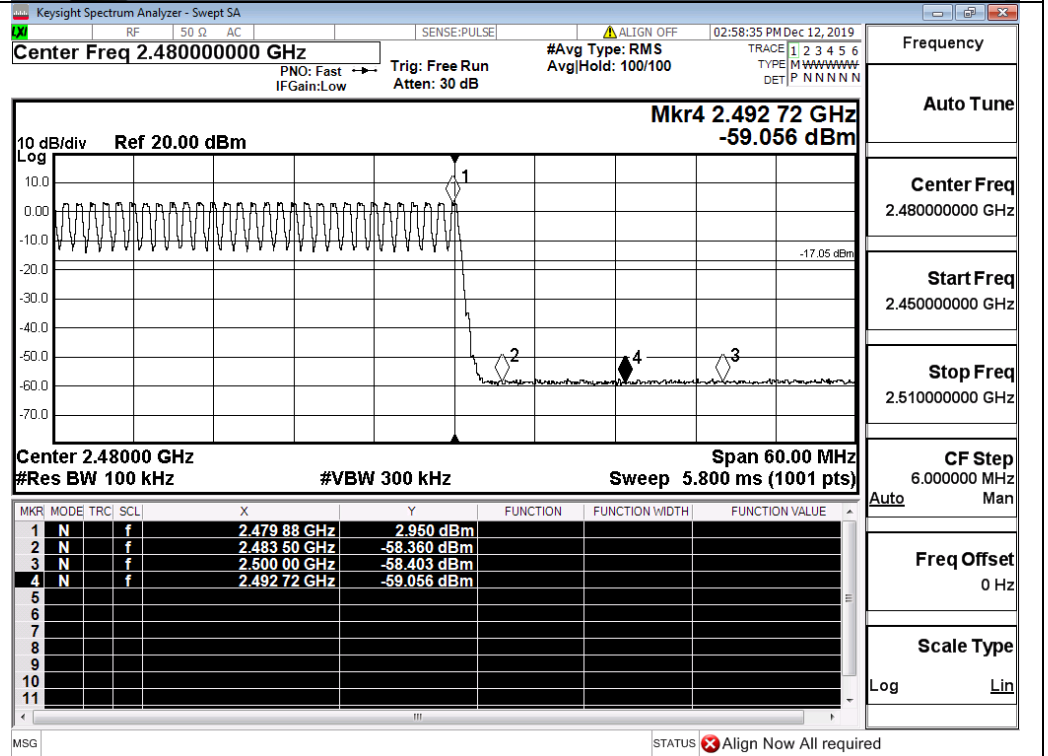 Keysight Spectrum Analyzer - Swept SA
LXI RF 50 Ω AC SENSE:PULSE ALIGN OFF 02:58:35 PM Dec 12, 2019
Center Freq 2.480000000 GHz
PNO: Fast
IFGain:Low
Trig: Free Run
Atten: 30 dB
#Avg Type: RMS
Avg|Hold: 100/100
TRACE 1 2 3 4 5 6
TYPE M WWWWW
DET P N N N N N
Mkr4 2.492 72 GHz
-59.056 dBm
10 dB/div Ref 20.00 dBm
Log
10.0
0.00
-10.0
-20.0
-30.0
-40.0
-50.0
-60.0
-70.0
1
-17.05 dBm
2
4
3
Center 2.48000 GHz Span 60.00 MHz
#Res BW 100 kHz #VBW 300 kHz Sweep 5.800 ms (1001 pts)
MKR MODE TRC SCL X Y FUNCTION FUNCTION WIDTH FUNCTION VALUE
1 N f 2.479 88 GHz 2.950 dBm
2 N f 2.483 50 GHz -58.360 dBm
3 N f 2.500 00 GHz -58.403 dBm
4 N f 2.492 72 GHz -59.056 dBm
5
6
7
8
9
10
11
MSG STATUS Align Now All required
Frequency
Auto Tune
Center Freq
2.480000000 GHz
Start Freq
2.450000000 GHz
Stop Freq
2.510000000 GHz
CF Step
6.000000 MHz
Auto Man
Freq Offset
0 Hz
Scale Type
Log Lin